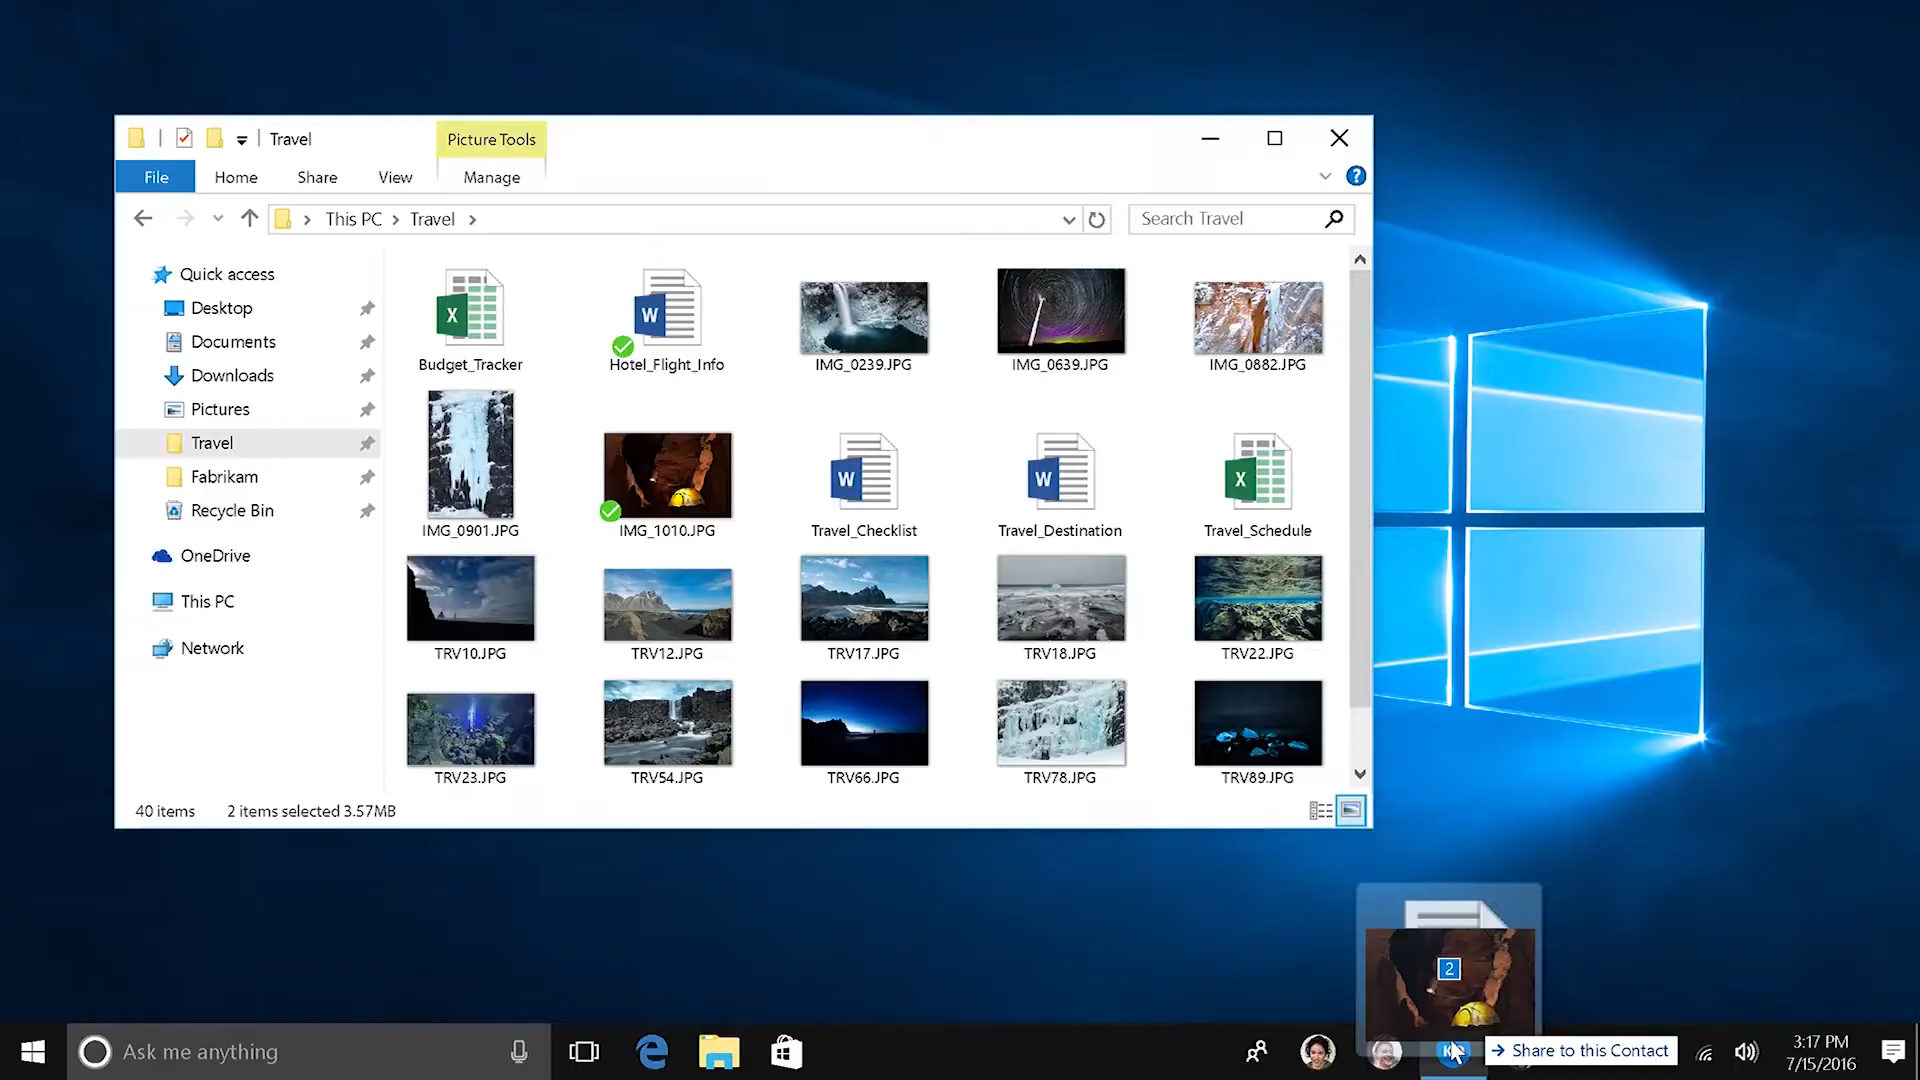 Travel
Picture Tools
File
Home
Share
View
Manage
?
This PC
Travel
Search Travel
Quick access
Desktop
Documents
Downloads
Pictures
Travel
Fabrikam
Recycle Bin
OneDrive
This PC
Network
X
W
Budget_Tracker
Hotel_Flight_Info
IMG_0239.JPG
IMG_0639.JPG
IMG_0882.JPG
W
W
X
IMG_0901.JPG
IMG_1010.JPG
Travel_Checklist
Travel_Destination
Travel_Schedule
TRV10.JPG
TRV12.JPG
TRV17.JPG
TRV18.JPG
TRV22.JPG
TRV23.JPG
TRV54.JPG
TRV66.JPG
TRV78.JPG
TRV89.JPG
40 items
2 items selected 3.57MB
2
Ask me anything
Share to this Contact
3:17 PM
7/15/2016